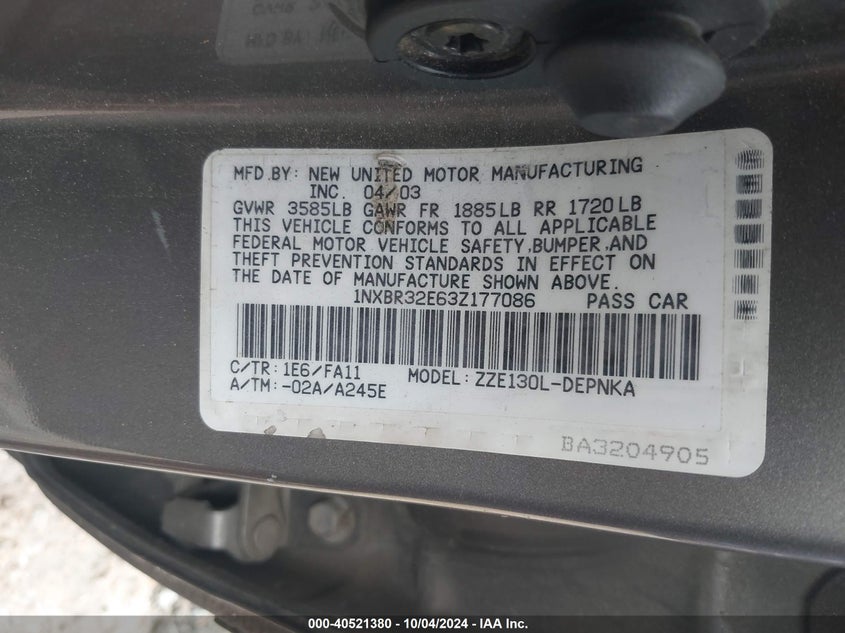 MFD.BY: NEW UNITED MOTOR MANUFACTURING
INC. 04/03
GVWR 3585LB GAWR FR 1885LB RR 1720LB
THIS VEHICLE CONFORMS TO ALL APPLICABLE
FEDERAL MOTOR VEHICLE SAFETY,BUMPER,AND
THEFT PREVENTION STANDARDS IN EFFECT ON
THE DATE OF MANUFACTURE SHOWN ABOVE.
1NXBR32E63Z177086 PASS CAR
C/TR: 1E6/FA11
A/TM: -02A/A245E
MODEL: ZZE130L-DEPNKA
BA3204905
000-40521380 - 10/04/2024 - IAA Inc.